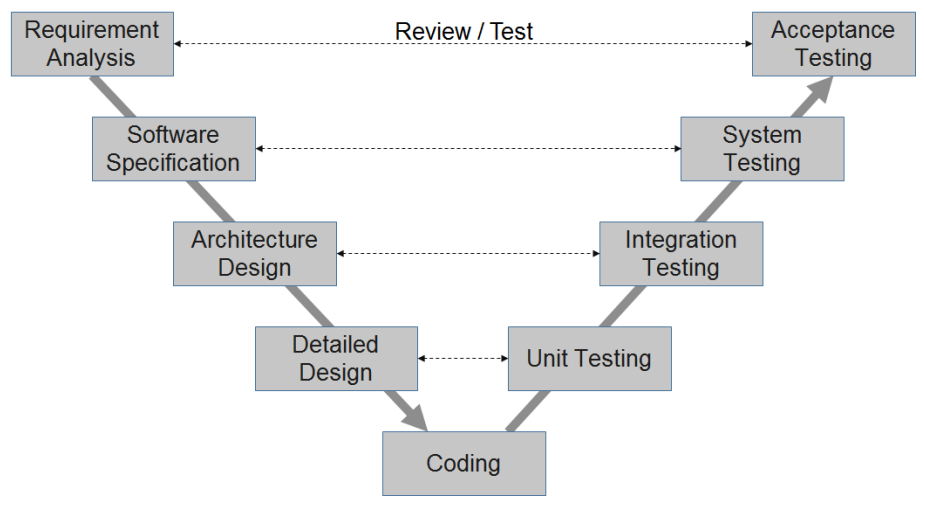 Requirement
Analysis
Review / Test
Acceptance
Testing
Software
Specification
System
Testing
Architecture
Design
Integration
Testing
Detailed
Design
Unit Testing
Coding